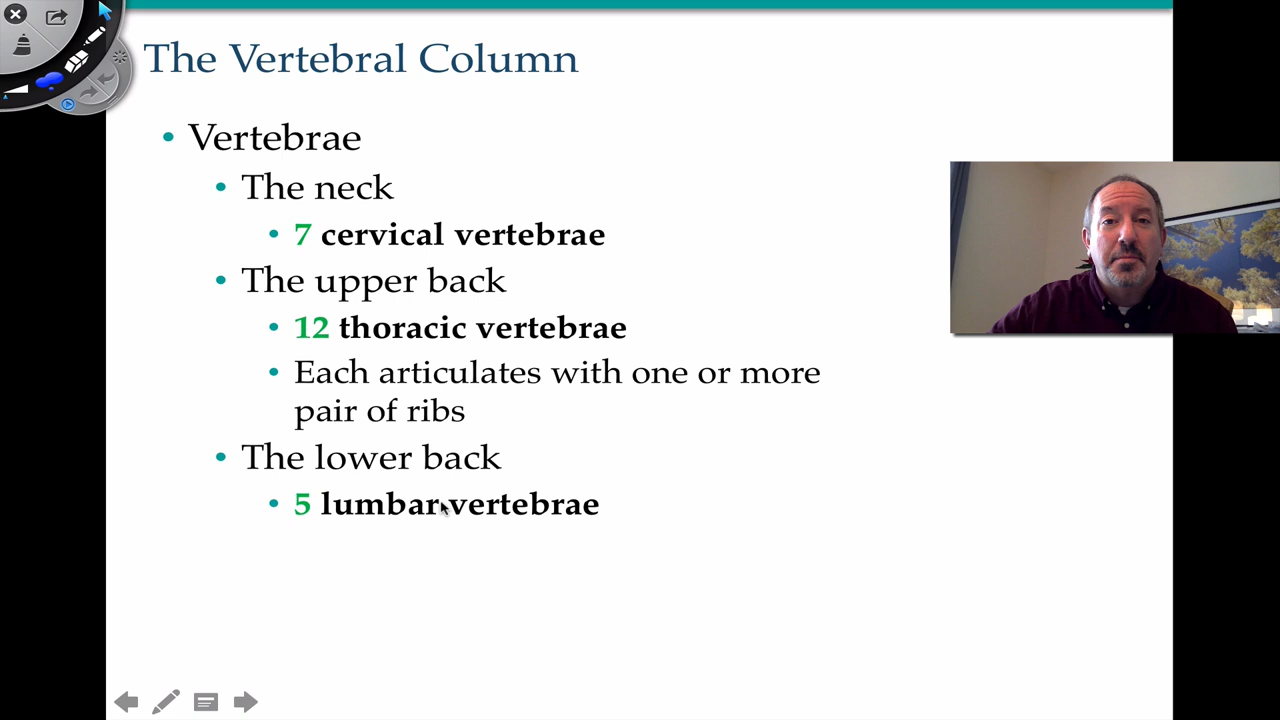 The Vertebral Column
• Vertebrae
• The neck
• 7 cervical vertebrae
• The upper back
• 12 thoracic vertebrae
• Each articulates with one or more
pair of ribs
• The lower back
• 5 lumbar vertebrae